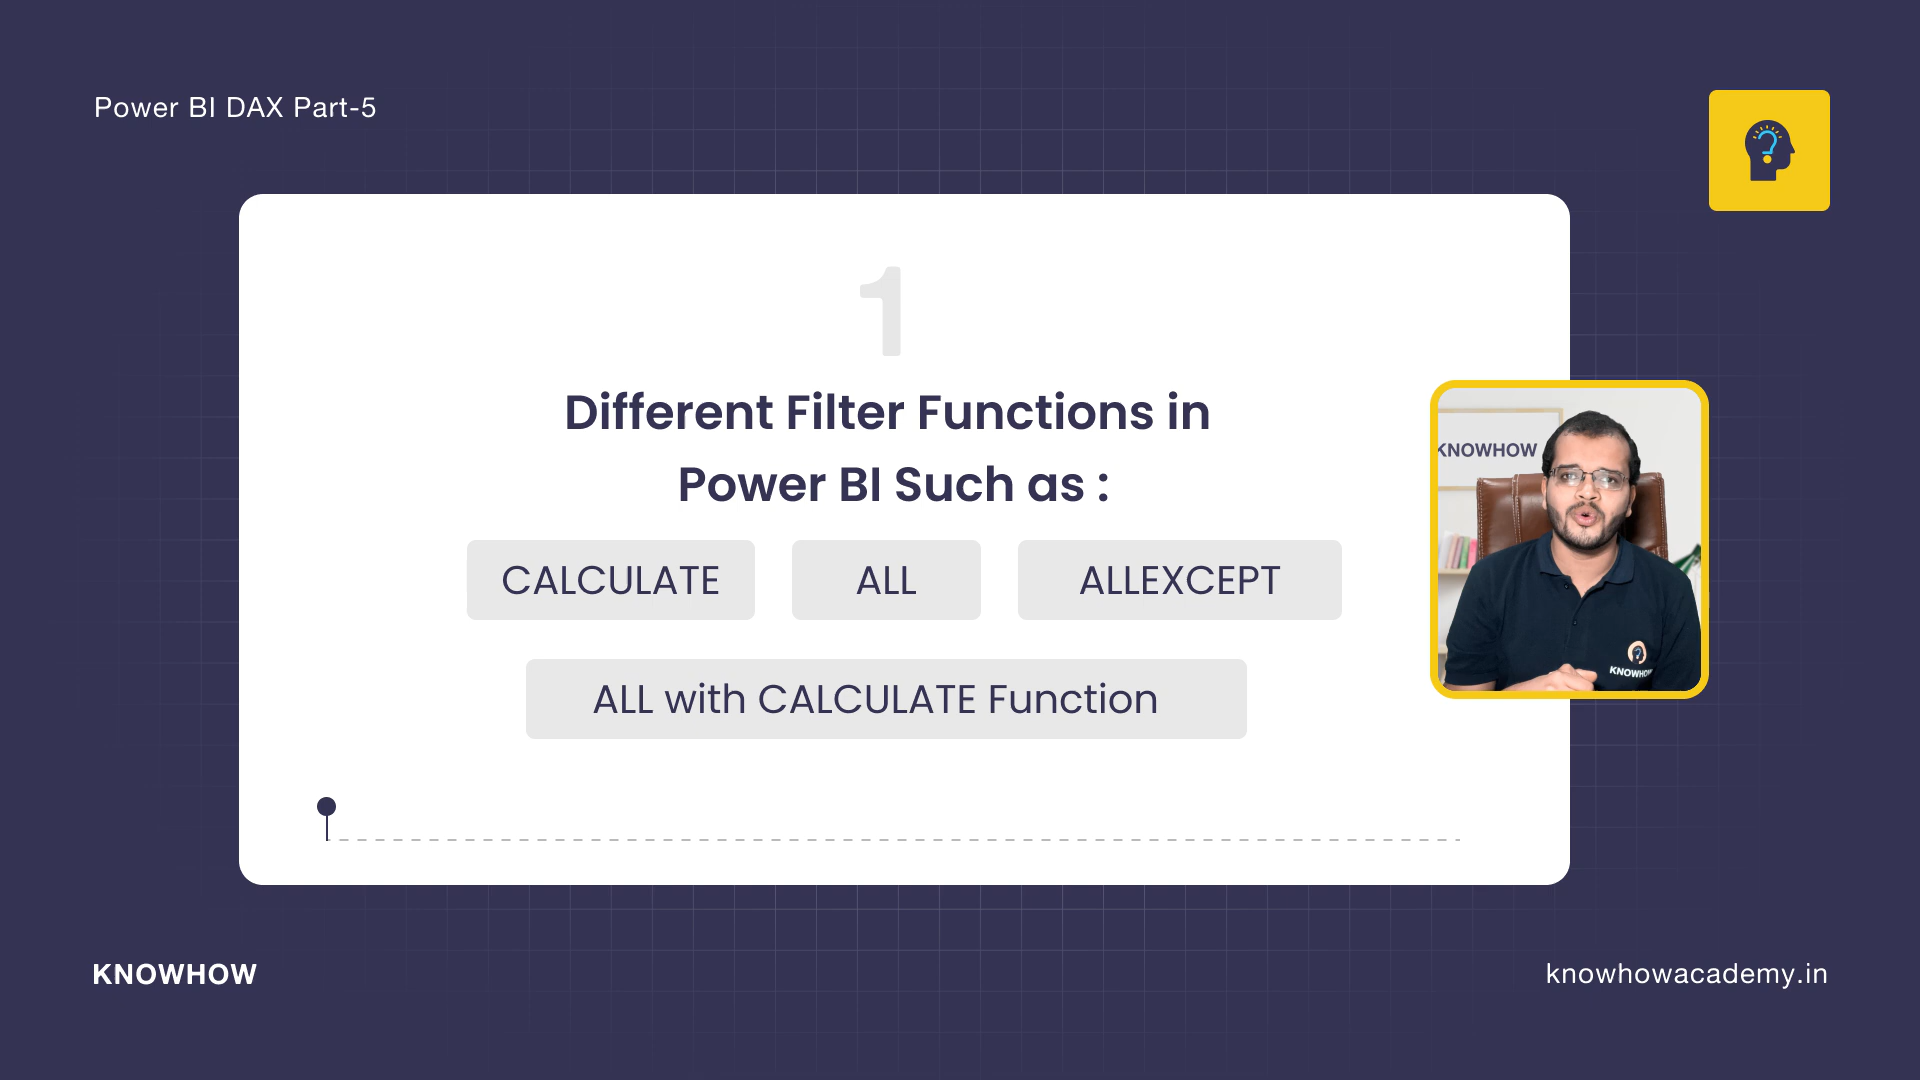 Power BI DAX Part-5
1
Different Filter Functions in
Power BI Such as :
CALCULATE
ALL
ALLEXCEPT
ALL with CALCULATE Function
KNOWHOW
KNOWHOW
KNOWHOW
knowhowacademy.in